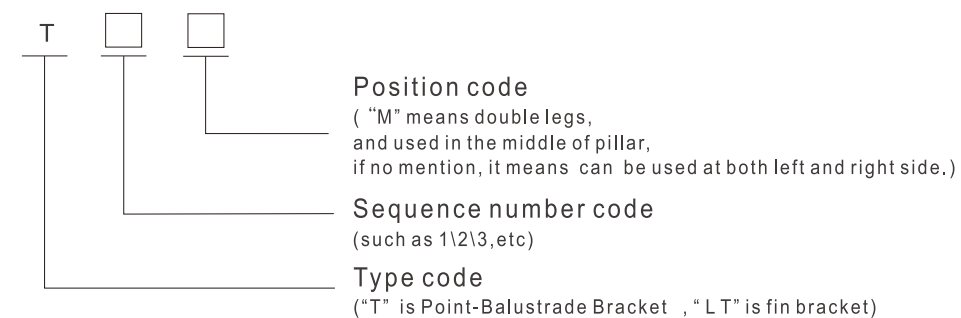 T
Position code
( “M” means double legs,
and used in the middle of pillar,
if no mention, it means can be used at both left and right side.)
Sequence number code
(such as 1\2\3,etc)
Type code
(“T” is Point-Balustrade Bracket , “ LT” is fin bracket)